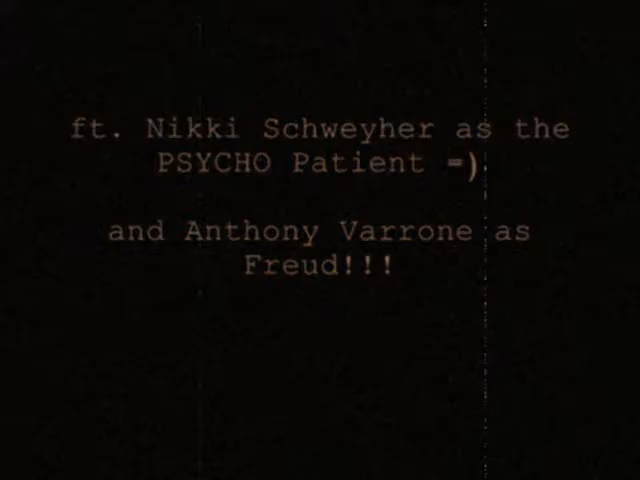 ft. Nikki Schweyher as the
PSYCHO Patient =)
and Anthony Varrone as
Freud!!!